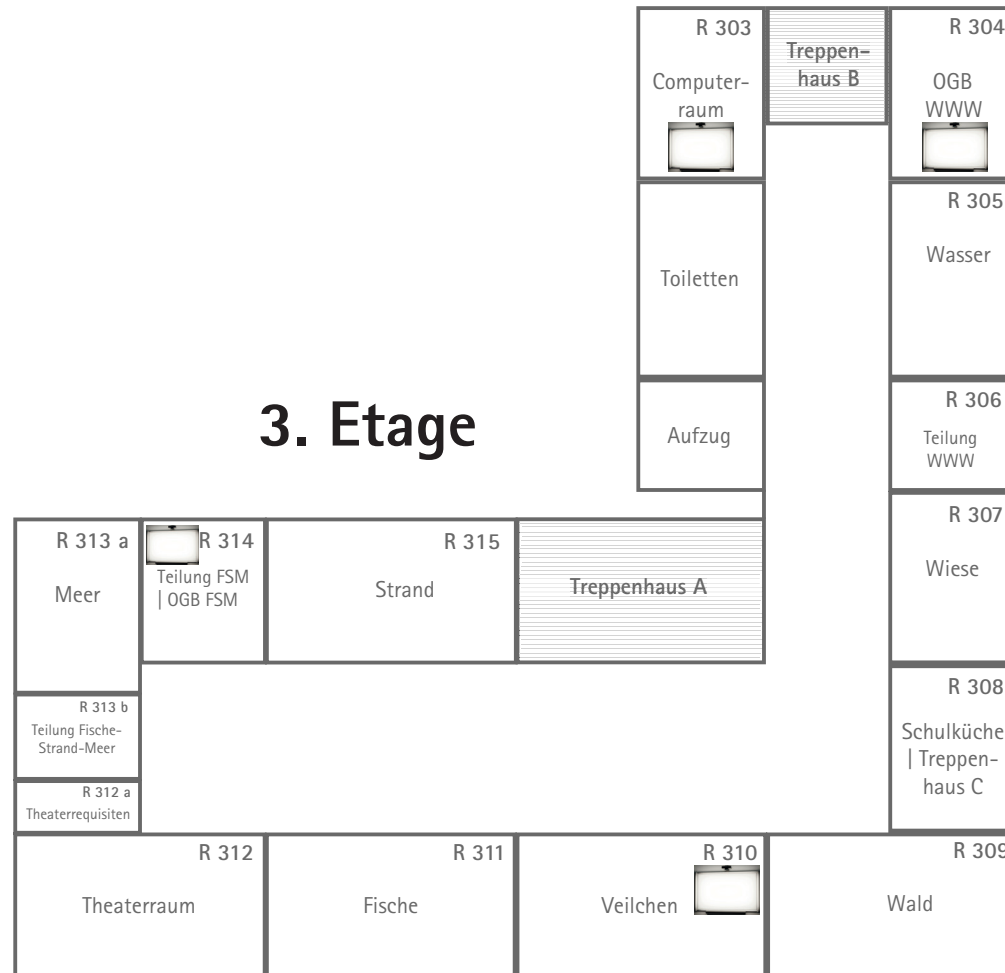 R 303
Computer-
raum
Treppen-
haus B
R 304
OGB
WWW
Toiletten
R 305
Wasser
3. Etage
Aufzug
R 306
Teilung
WWW
R 307
Wiese
R 313 a
Meer
R 314
Teilung FSM
| OGB FSM
R 315
Strand
Treppenhaus A
R 308
Schulküche
| Treppen-
haus C
R 313 b
Teilung Fische-
Strand-Meer
R 312 a
Theaterrequisiten
R 312
Theaterraum
R 311
Fische
R 310
Veilchen
R 309
Wald